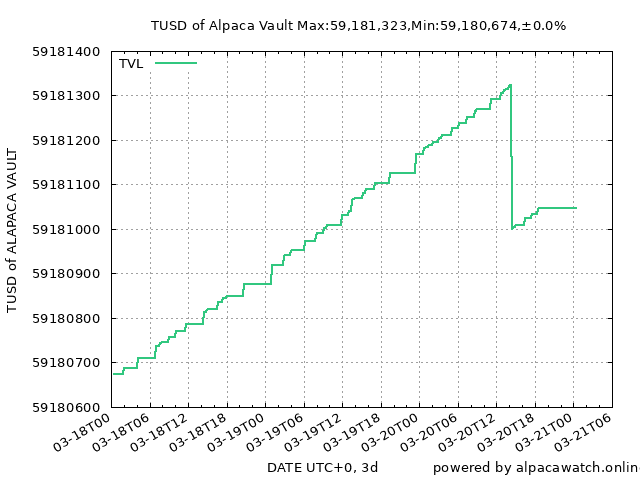 TUSD of Alpaca Vault Max:59,181,323,Min:59,180,674,±0.0%
TVL
59181400
59181300
59181200
59181100
59181000
59180900
59180800
59180700
59180600
TUSD of ALAPACA VAULT
03-18T00
03-18T06
03-18T12
03-18T18
03-19T00
03-19T06
03-19T12
03-19T18
03-20T00
03-20T06
03-20T12
03-20T18
03-21T00
03-21T06
DATE UTC+0, 3d
powered by alpacawatch.onlin